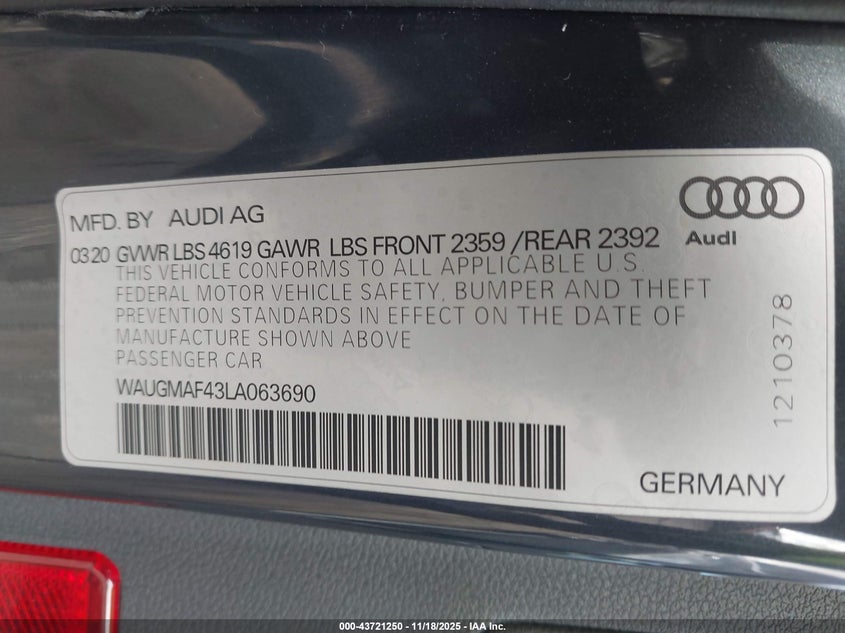 MFD. BY AUDI AG
Audi
0320 GVWR LBS 4619 GAWR LBS FRONT 2359 /REAR 2392
THIS VEHICLE CONFORMS TO ALL APPLICABLE U.S.
FEDERAL MOTOR VEHICLE SAFETY, BUMPER AND THEFT
PREVENTION STANDARDS IN EFFECT ON THE DATE OF
MANUFACTURE SHOWN ABOVE
PASSENGER CAR
WAUGMAF43LA063690
1210378
GERMANY
000-43721250 - 11/18/2025 - IAA Inc.